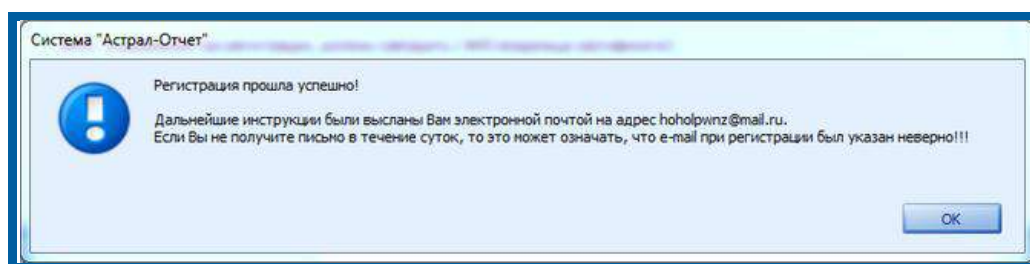 Система "Астрал-Отчет"
Регистрация прошла успешно!
Дальнейшие инструкции были высланы Вам электронной почтой на адрес hoholpwnz@mail.ru.
Если Вы не получите письмо в течение суток, то это может означать, что e-mail при регистрации был указан неверно!!!
OK